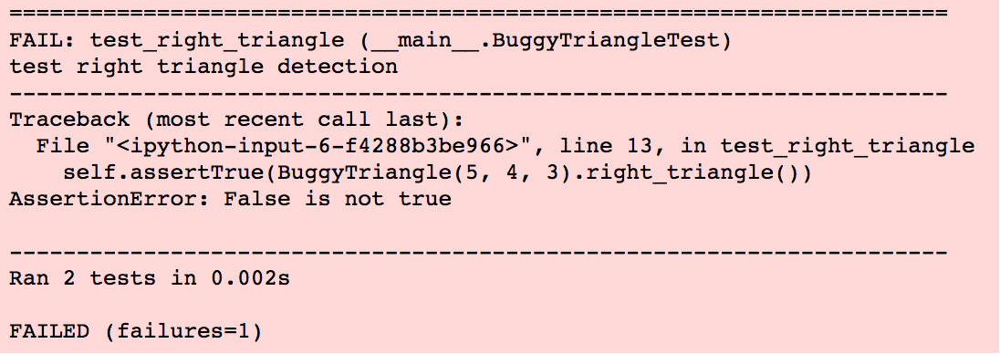 ======================================================================
FAIL: test_right_triangle (__main__.BuggyTriangleTest)
test right triangle detection
----------------------------------------------------------------------
Traceback (most recent call last):
  File "<ipython-input-6-f4288b3be966>", line 13, in test_right_triangle
    self.assertTrue(BuggyTriangle(5, 4, 3).right_triangle())
AssertionError: False is not true

----------------------------------------------------------------------
Ran 2 tests in 0.002s

FAILED (failures=1)